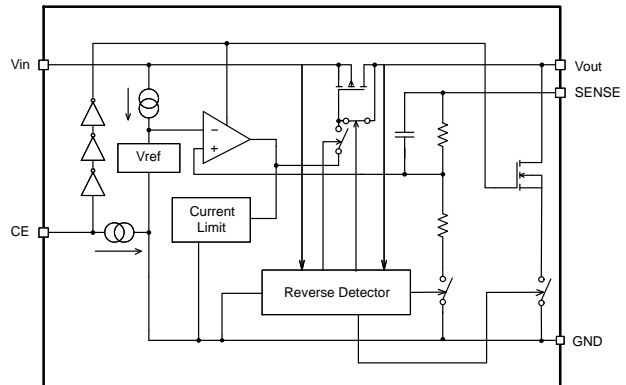 Vin
Vout
SENSE
−
+
Vref
CE
Current
Limit
Reverse Detector
GND